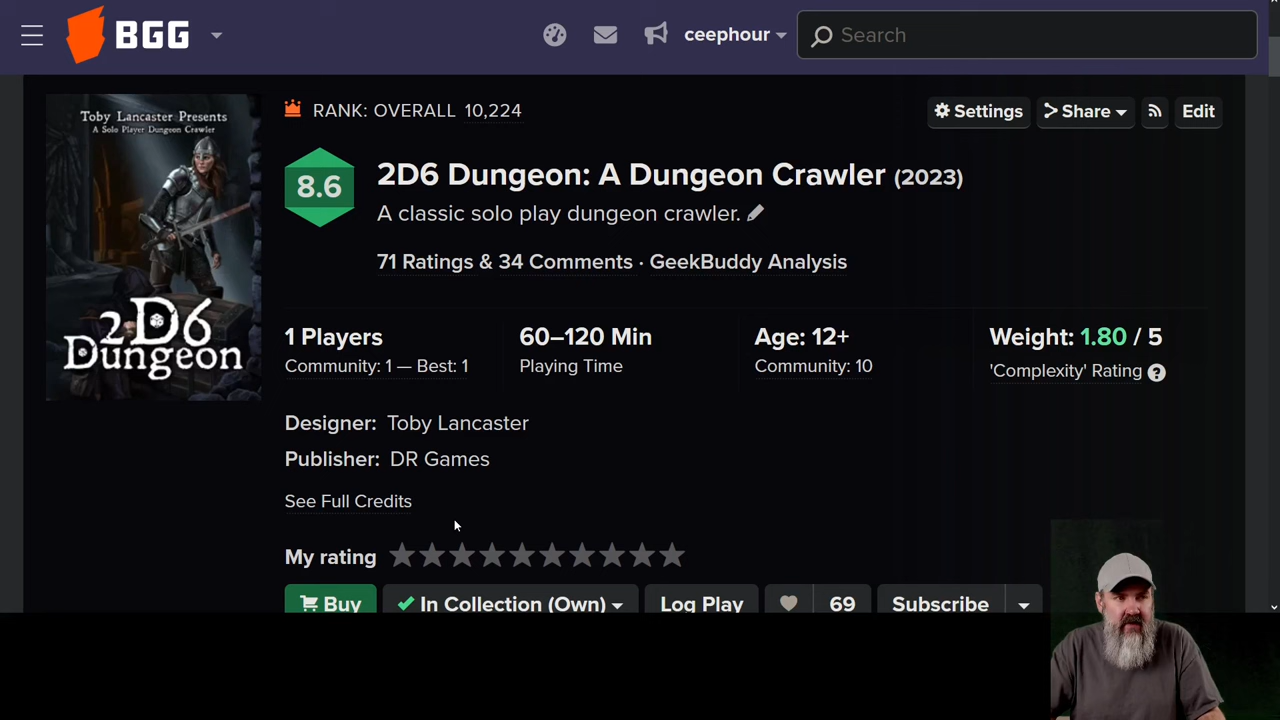 BGG
ceephour
Search
Toby Lancaster Presents
A Solo Player Dungeon Crawler
2D6
Dungeon
RANK: OVERALL 10,224
Settings
Share
Edit
8.6
2D6 Dungeon: A Dungeon Crawler (2023)
A classic solo play dungeon crawler.
71 Ratings & 34 Comments · GeekBuddy Analysis
1 Players
Community: 1 — Best: 1
60–120 Min
Playing Time
Age: 12+
Community: 10
Weight: 1.80 / 5
'Complexity' Rating ?
Designer: Toby Lancaster
Publisher: DR Games
See Full Credits
My rating
Buy
In Collection (Own)
Log Play
69
Subscribe